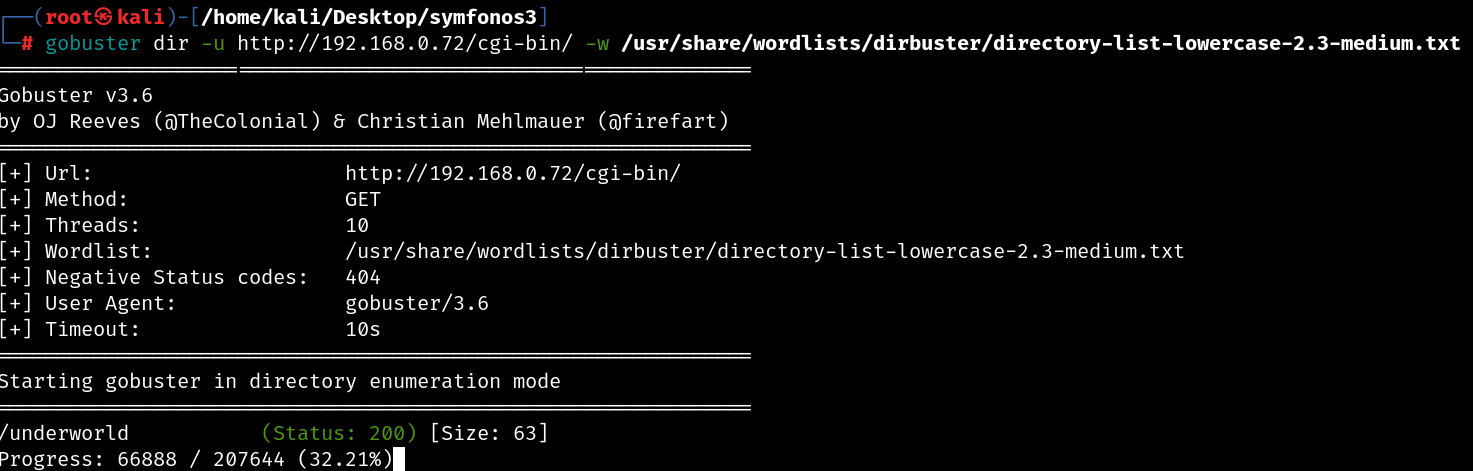 ┌──(root㉿kali)-[/home/kali/Desktop/symfonos3]
└─# gobuster dir -u http://192.168.0.72/cgi-bin/ -w /usr/share/wordlists/dirbuster/directory-list-lowercase-2.3-medium.txt
===============================================================
Gobuster v3.6
by OJ Reeves (@TheColonial) & Christian Mehlmauer (@firefart)
===============================================================
[+] Url:                     http://192.168.0.72/cgi-bin/
[+] Method:                  GET
[+] Threads:                 10
[+] Wordlist:                /usr/share/wordlists/dirbuster/directory-list-lowercase-2.3-medium.txt
[+] Negative Status codes:   404
[+] User Agent:              gobuster/3.6
[+] Timeout:                 10s
===============================================================
Starting gobuster in directory enumeration mode
===============================================================
/underworld           (Status: 200) [Size: 63]
Progress: 66888 / 207644 (32.21%)